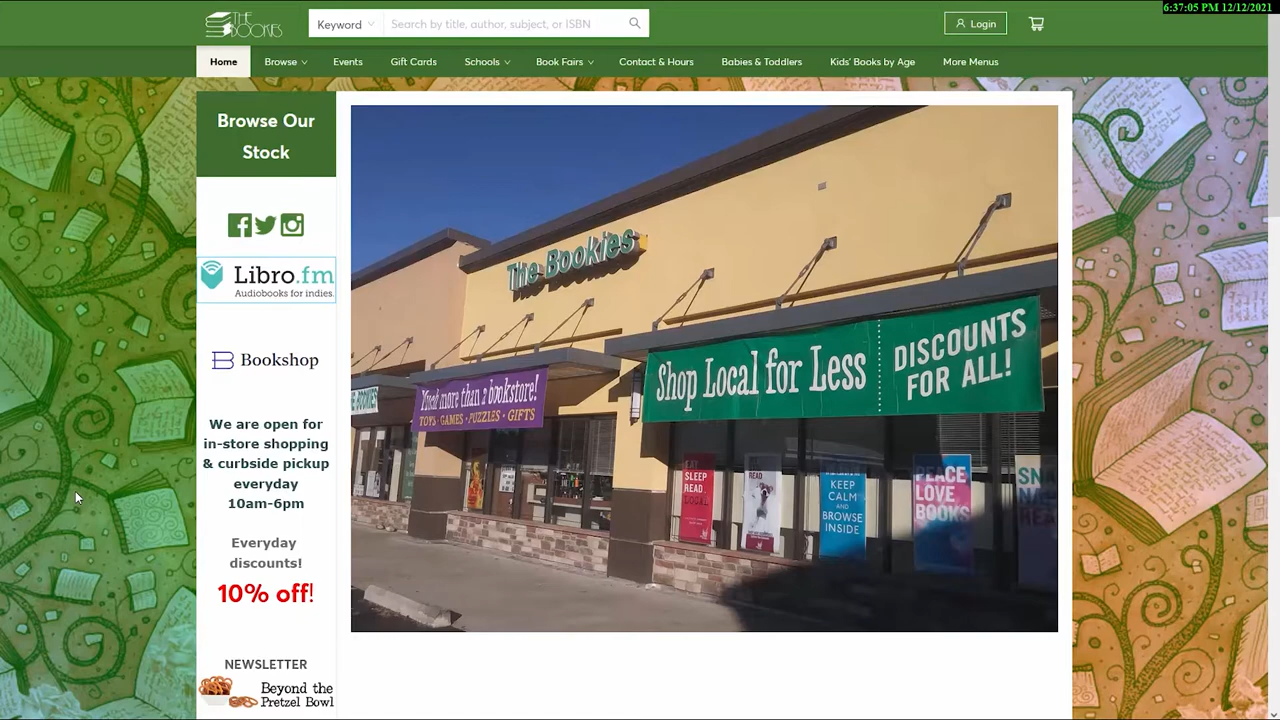 6:37:05 PM 12/12/2021
THE BOOKIES
Keyword
Search by title, author, subject, or ISBN
Login
Home
Browse
Events
Gift Cards
Schools
Book Fairs
Contact & Hours
Babies & Toddlers
Kids' Books by Age
More Menus
Browse Our
Stock
Libro.fm
Audiobooks for indies.
Bookshop
We are open for
in-store shopping
& curbside pickup
everyday
10am-6pm
Everyday
discounts!
10% off!
NEWSLETTER
Beyond the
Pretzel Bowl
The Bookies
Shop Local for Less
DISCOUNTS
FOR ALL!
Much more than a bookstore!
TOYS · GAMES · PUZZLES · GIFTS
BOOKIES
EAT
SLEEP
READ
LOCAL
READ
KEEP
CALM
AND
BROWSE
INSIDE
PEACE
LOVE
BOOKS